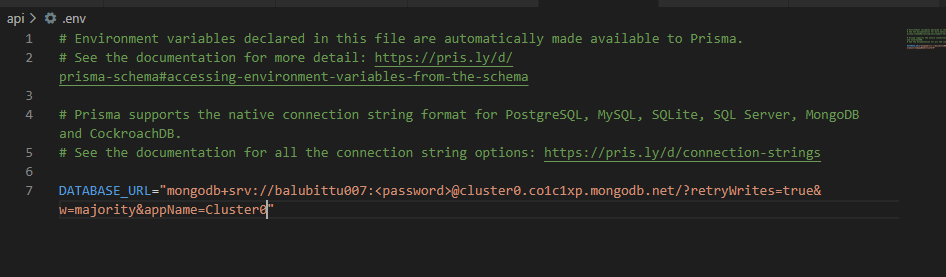 api > .env
1 # Environment variables declared in this file are automatically made available to Prisma.
2 # See the documentation for more detail: https://pris.ly/d/
prisma-schema#accessing-environment-variables-from-the-schema
3
4 # Prisma supports the native connection string format for PostgreSQL, MySQL, SQLite, SQL Server, MongoDB
and CockroachDB.
5 # See the documentation for all the connection string options: https://pris.ly/d/connection-strings
6
7 DATABASE_URL="mongodb+srv://balubittu007:<password>@cluster0.co1c1xp.mongodb.net/?retryWrites=true&
w=majority&appName=Cluster0"